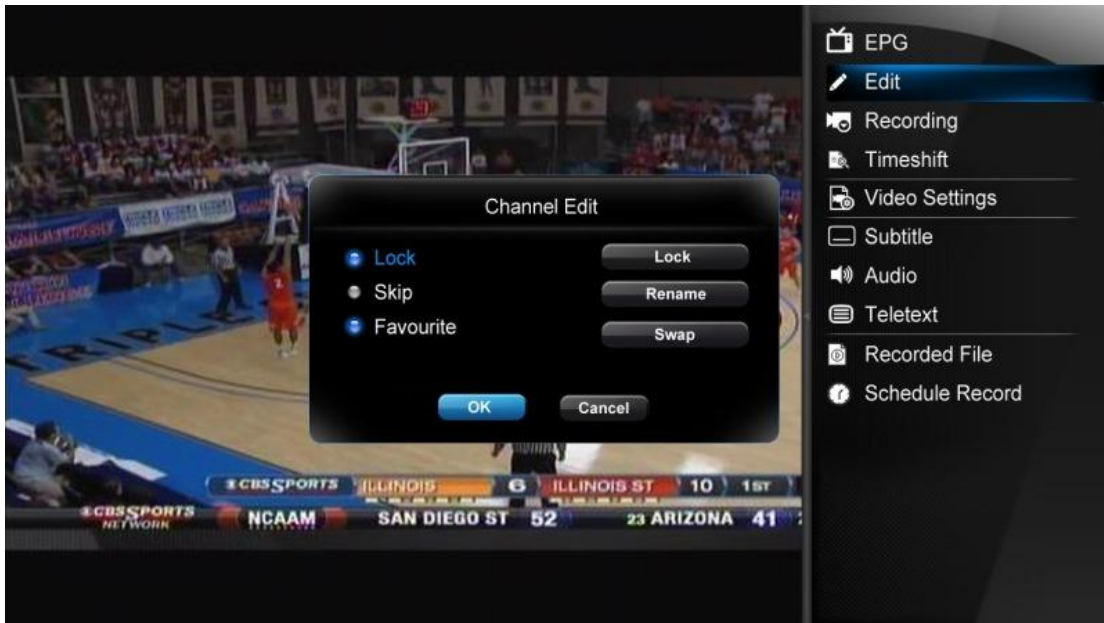 EPG
Edit
Recording
Timeshift
Video Settings
Subtitle
Audio
Teletext
Recorded File
Schedule Record
Channel Edit
Lock
Skip
Favourite
Lock
Rename
Swap
OK
Cancel
TRIPLE
CBS SPORTS ILLINOIS 6 ILLINOIS ST 10 1ST
CBS SPORTS NETWORK
NCAAM SAN DIEGO ST 52 23 ARIZONA 41